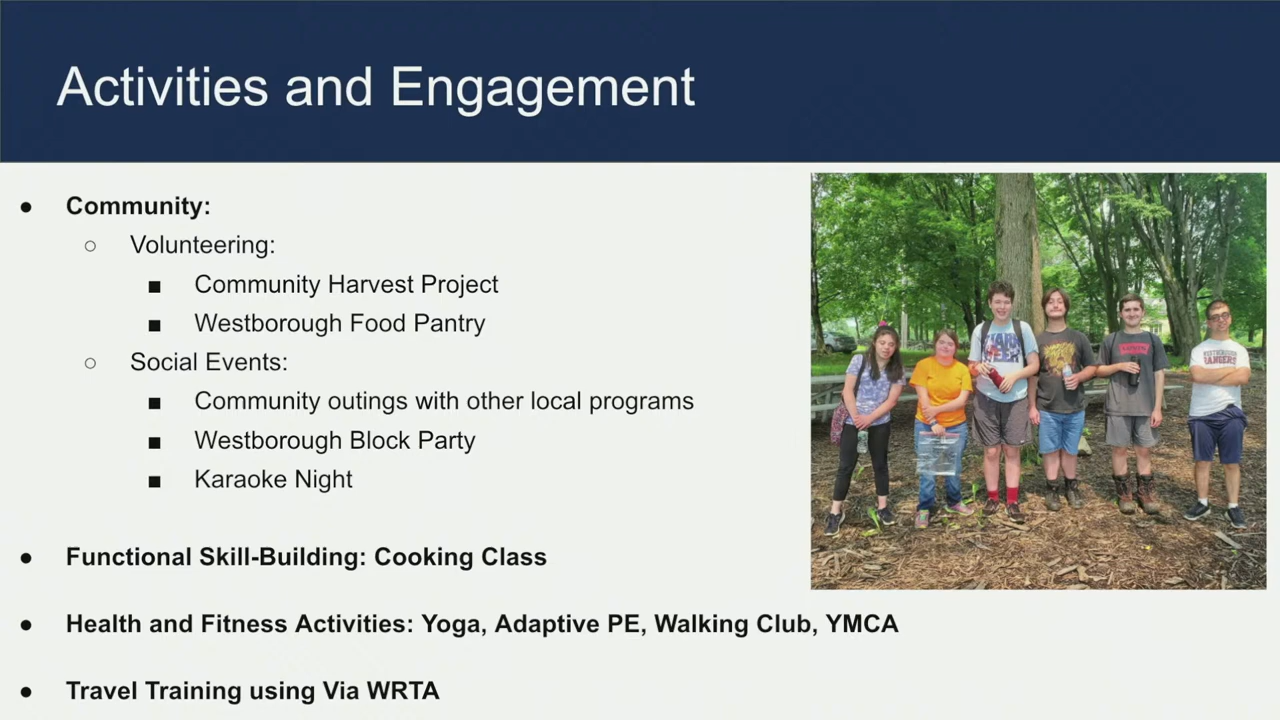 Activities and Engagement
● Community:
○ Volunteering:
■ Community Harvest Project
■ Westborough Food Pantry
○ Social Events:
■ Community outings with other local programs
■ Westborough Block Party
■ Karaoke Night
● Functional Skill-Building: Cooking Class
● Health and Fitness Activities: Yoga, Adaptive PE, Walking Club, YMCA
● Travel Training using Via WRTA
RANGERS